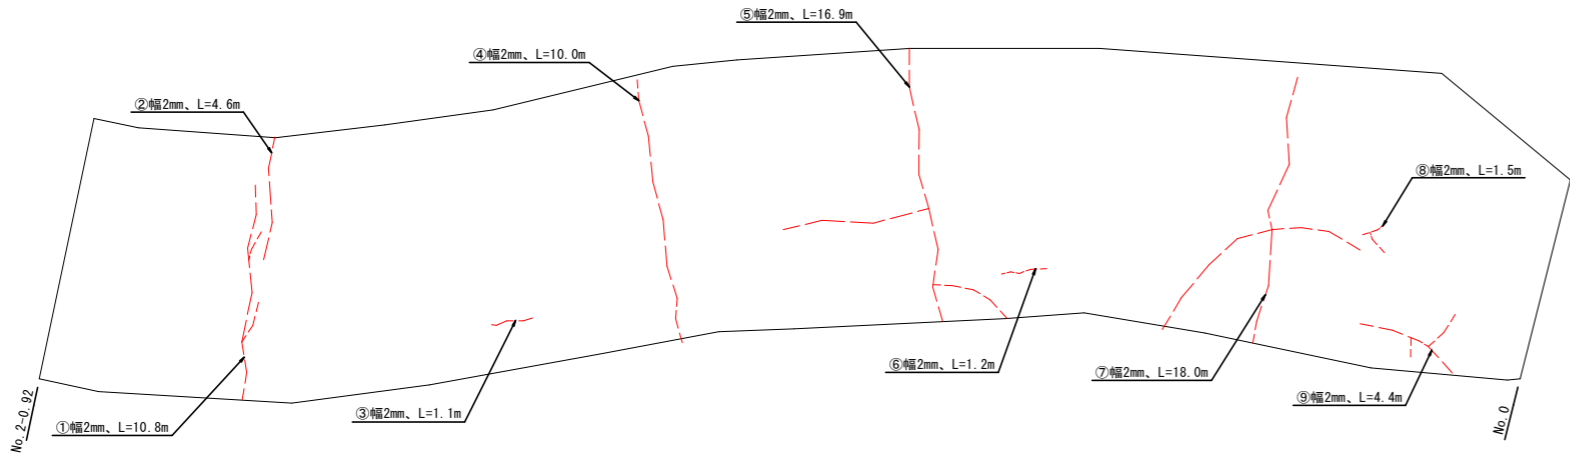 ⑤幅2mm、L=16.9m
④幅2mm、L=10.0m
②幅2mm、L=4.6m
⑧幅2mm、L=1.5m
⑥幅2mm、L=1.2m
⑦幅2mm、L=18.0m
⑨幅2mm、L=4.4m
③幅2mm、L=1.1m
①幅2mm、L=10.8m
No.2-0.92
No.0